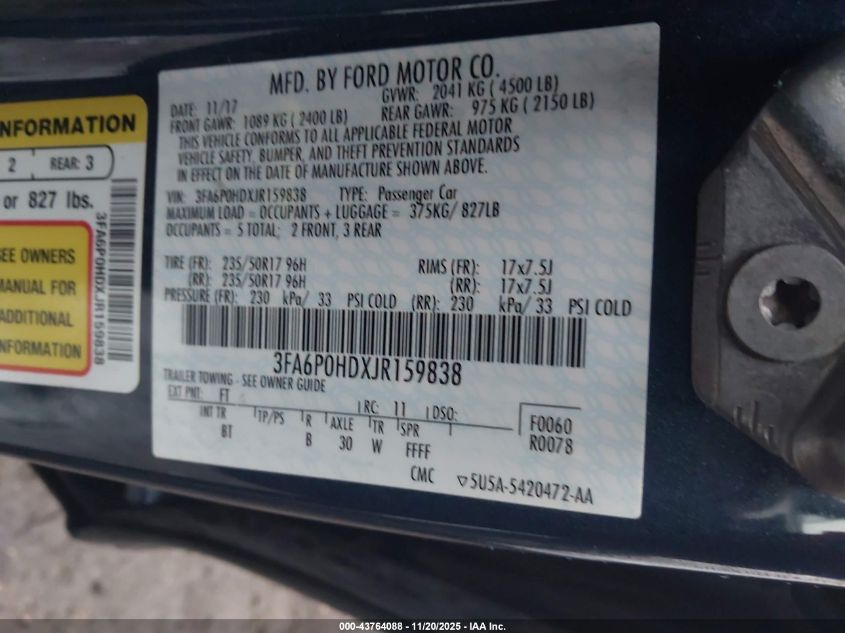 NFORMATION
2 REAR: 3
or 827 lbs.
SEE OWNERS
MANUAL FOR
ADDITIONAL
NFORMATION
3FA6P0HDXJR159838
MFD. BY FORD MOTOR CO.
DATE: 11/17 GVWR: 2041 KG ( 4500 LB)
FRONT GAWR: 1089 KG ( 2400 LB) REAR GAWR: 975 KG ( 2150 LB)
THIS VEHICLE CONFORMS TO ALL APPLICABLE FEDERAL MOTOR
VEHICLE SAFETY, BUMPER, AND THEFT PREVENTION STANDARDS
IN EFFECT ON THE DATE OF MANUFACTURE SHOWN ABOVE.
VIN: 3FA6P0HDXJR159838 TYPE: Passenger Car
MAXIMUM LOAD = OCCUPANTS + LUGGAGE = 375KG/ 827LB
OCCUPANTS = 5 TOTAL; 2 FRONT, 3 REAR
TIRE (FR): 235/50R17 96H RIMS (FR): 17x7.5J
(RR): 235/50R17 96H (RR): 17x7.5J
PRESSURE (FR): 230 kPa/ 33 PSI COLD (RR): 230 kPa/ 33 PSI COLD
3FA6P0HDXJR159838
TRAILER TOWING - SEE OWNER GUIDE
EXT PNT: FT RC: 11 DSO: F0060
INT TR TP/PS R AXLE TR SPR R0078
BT B 30 W FFFF
CMC ▽5U5A-5420472-AA
000-43764088 - 11/20/2025 - IAA Inc.